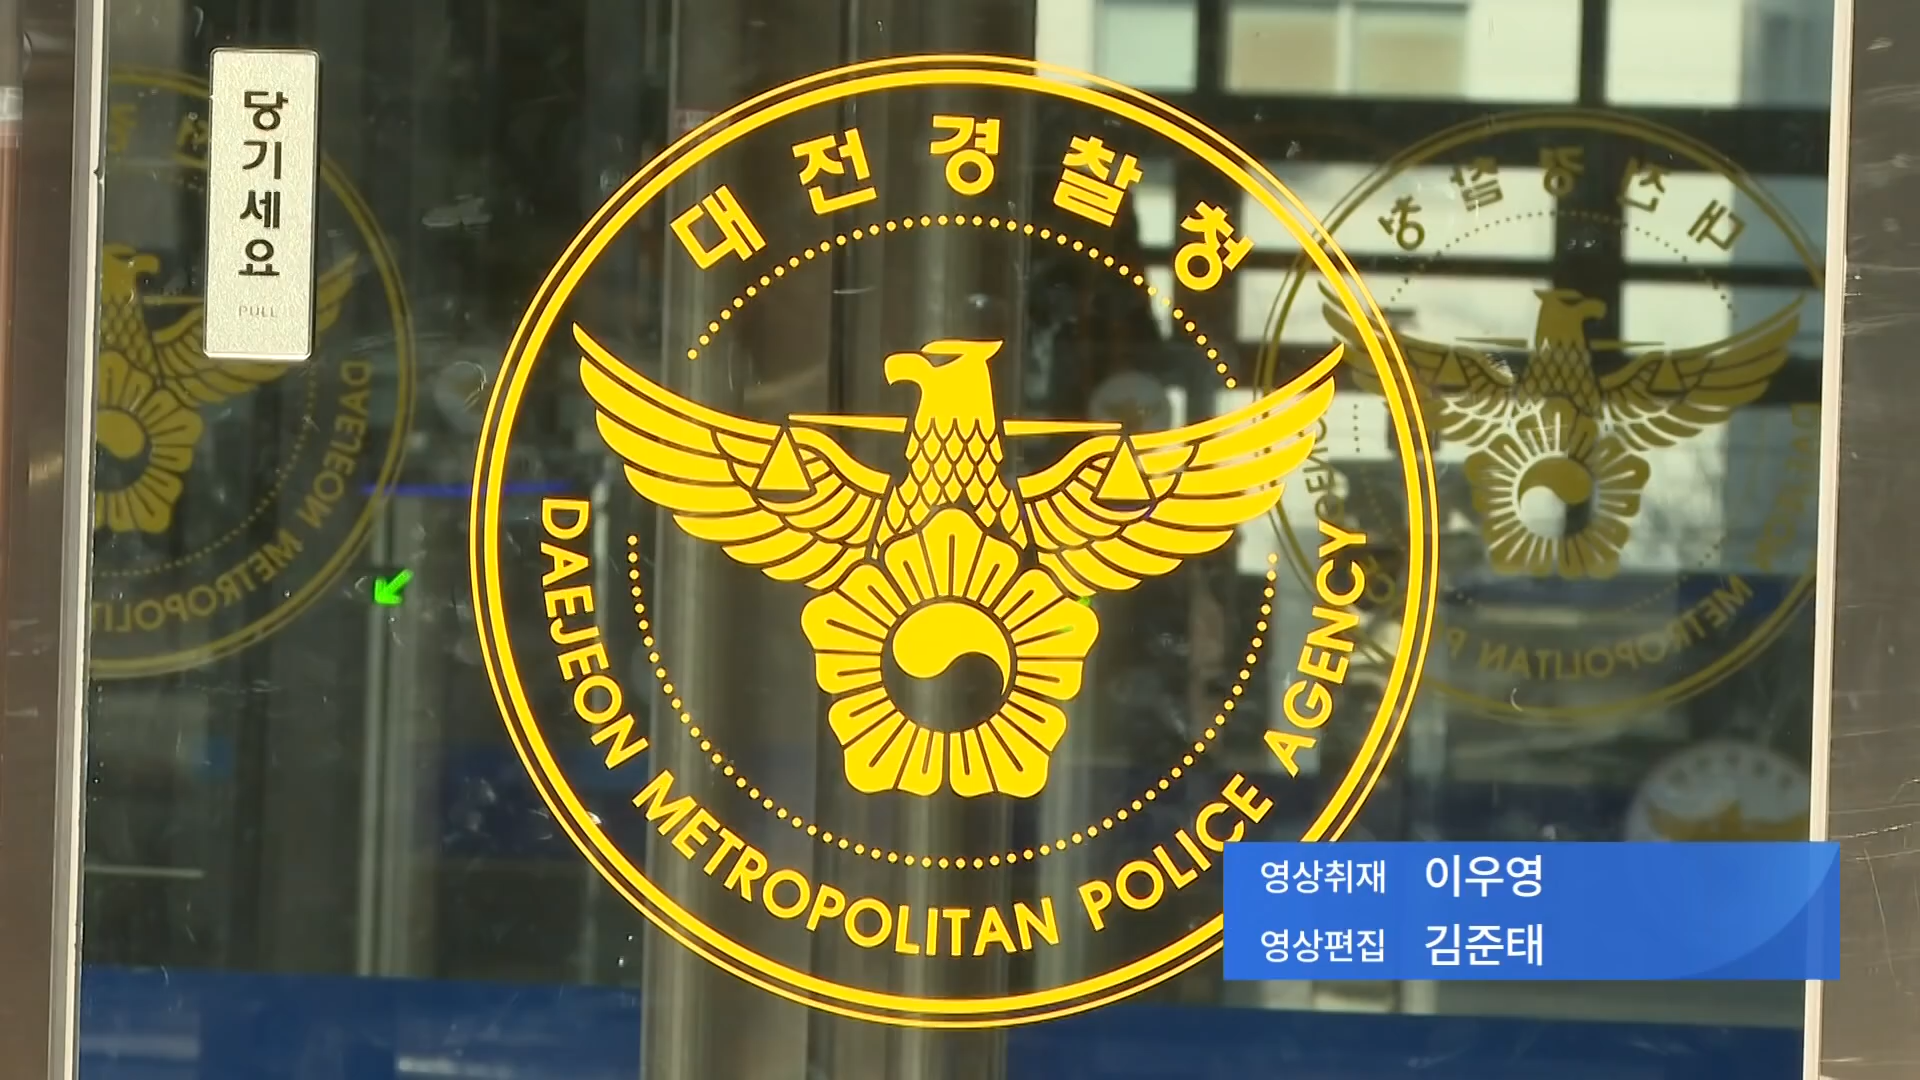 당기세요
PULL
대전경찰청
DAEJEON METROPOLITAN POLICE AGENCY
영상취재 이우영
영상편집 김준태